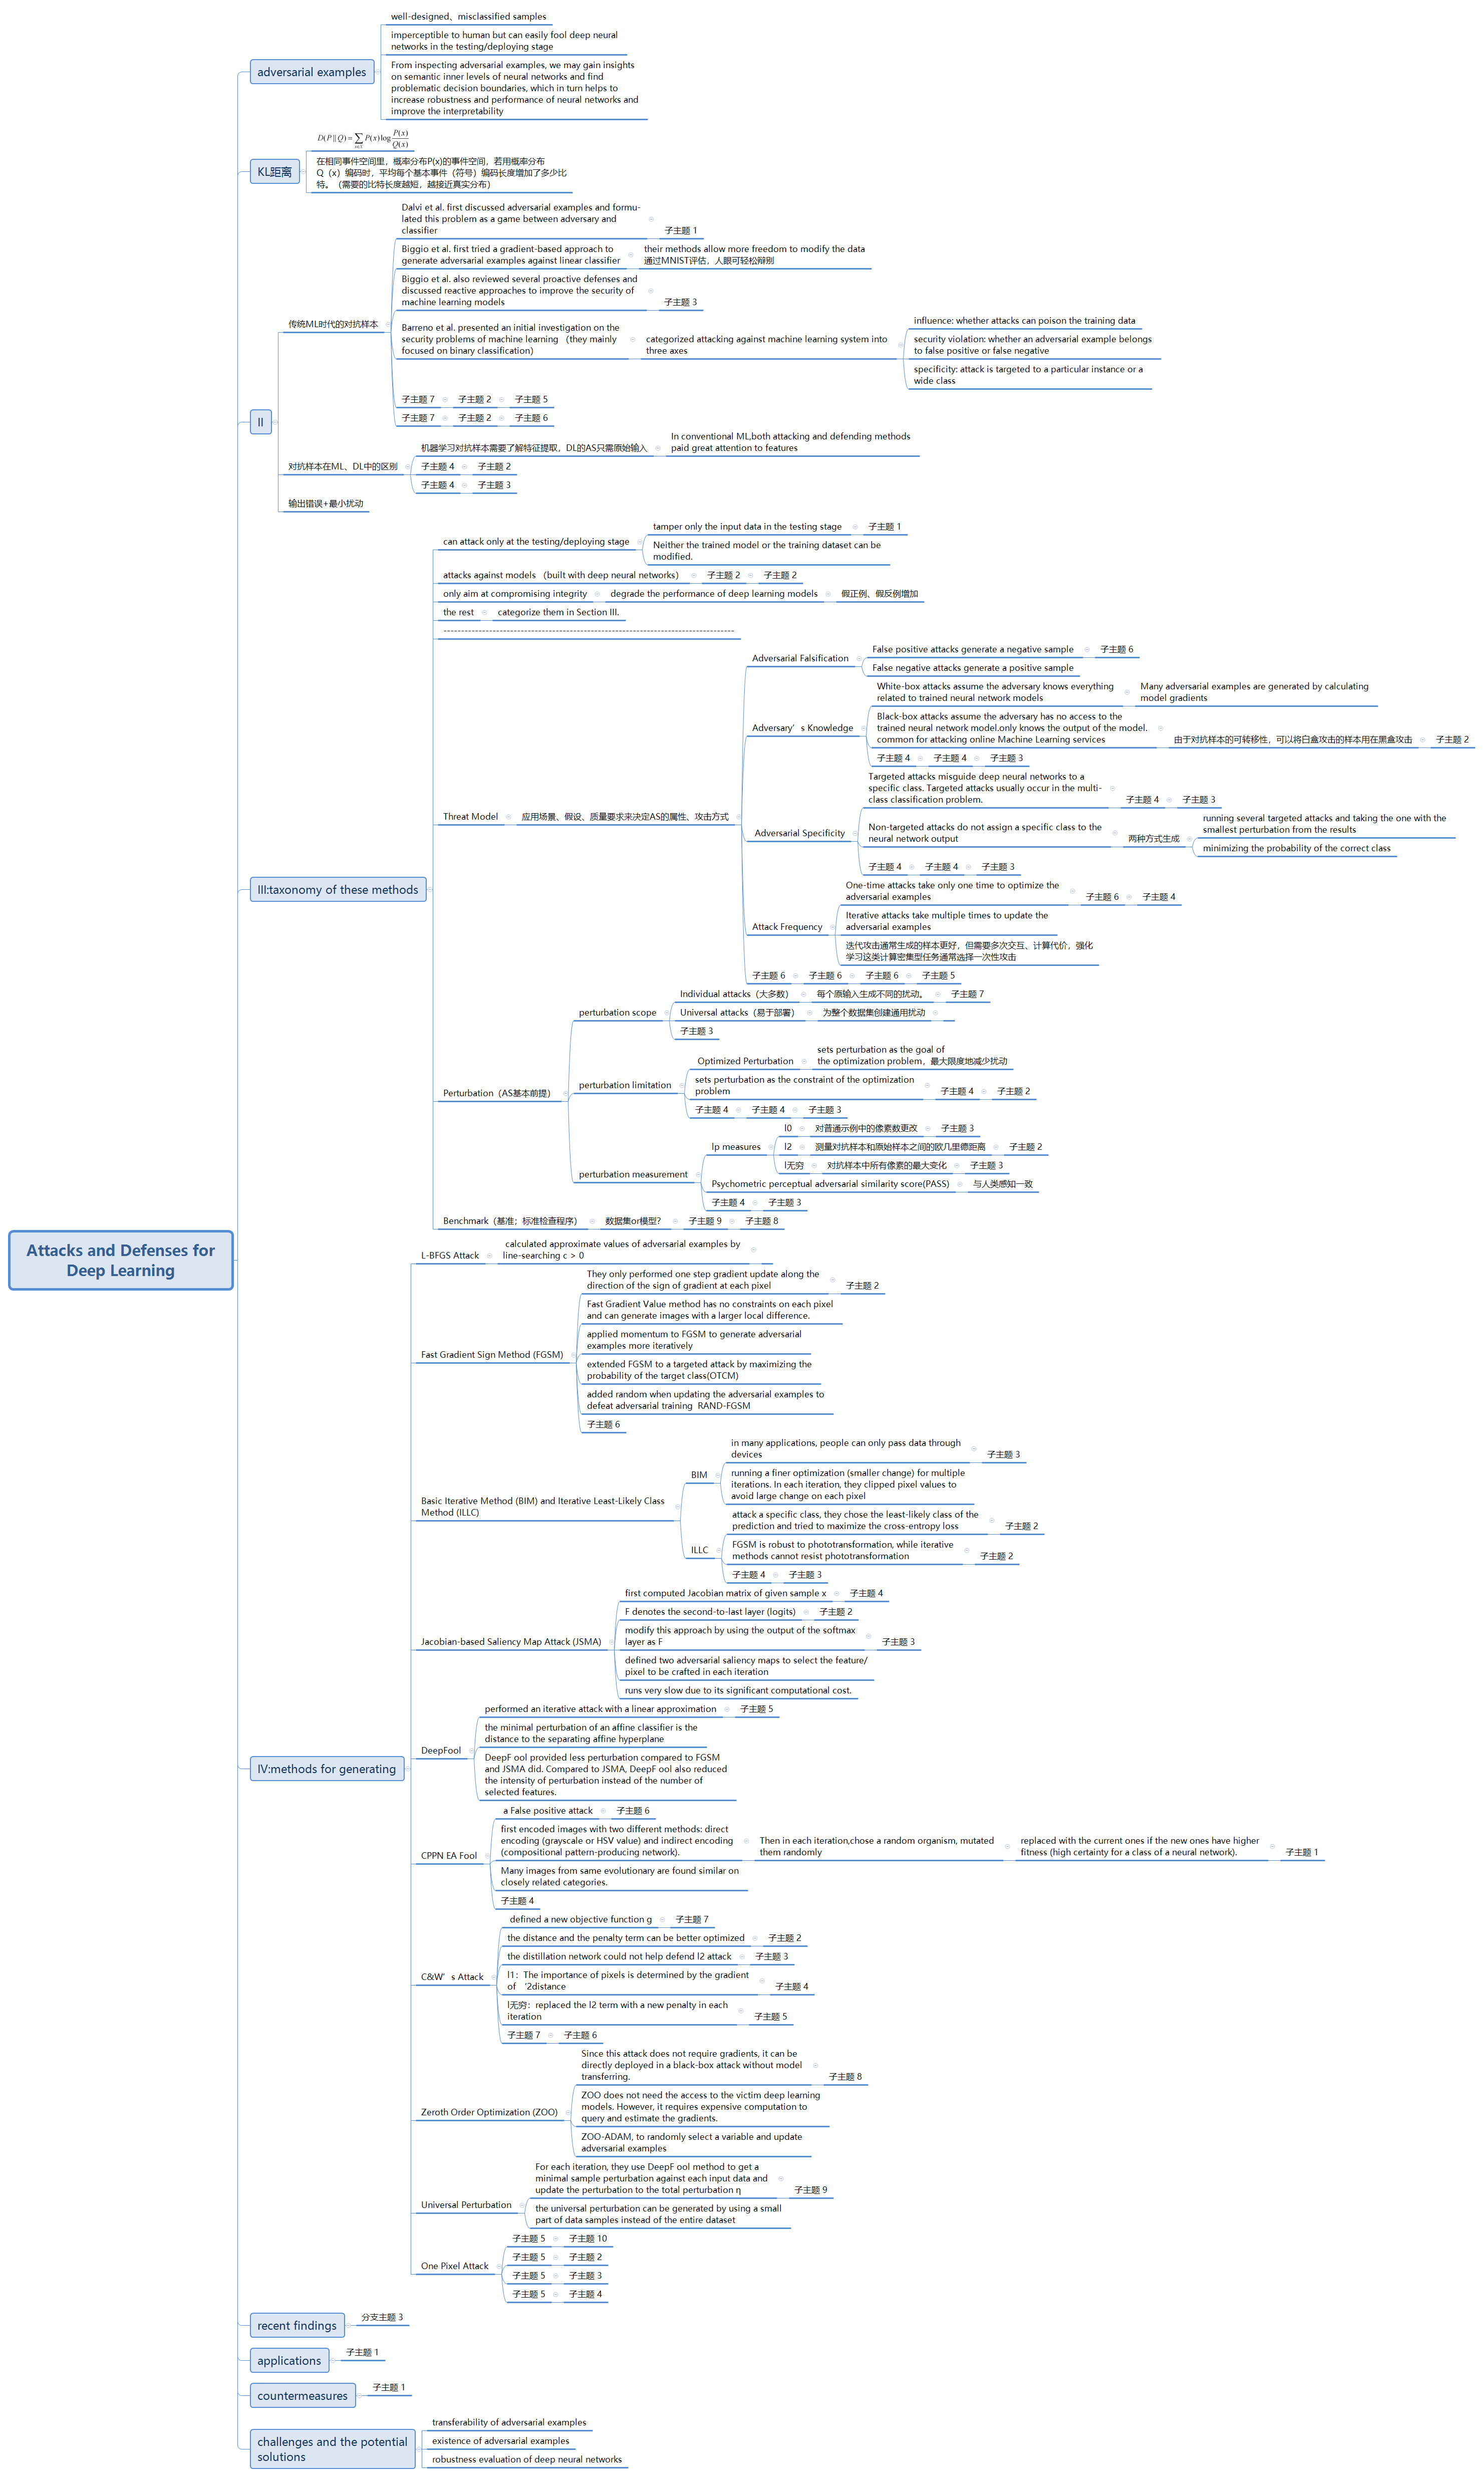 Attacks and Defenses for
Deep Learning
adversarial examples
well-designed、misclassified samples
imperceptible to human but can easily fool deep neural
networks in the testing/deploying stage
From inspecting adversarial examples, we may gain insights
on semantic inner levels of neural networks and find
problematic decision boundaries, which in turn helps to
increase robustness and performance of neural networks and
improve the interpretability
KL距离
D(P||Q)=∑P(x)log P(x)/Q(x)
在相同事件空间里，概率分布P(x)的事件空间，若用概率分布
Q（x）编码时，平均每个基本事件（符号）编码长度增加了多少比
特。（需要的比特长度越短，越接近真实分布）
II
传统ML时代的对抗样本
Dalvi et al. first discussed adversarial examples and formu-
lated this problem as a game between adversary and
classifier
子主题 1
Biggio et al. first tried a gradient-based approach to
generate adversarial examples against linear classifier
their methods allow more freedom to modify the data
通过MNIST评估，人眼可轻松辩别
Biggio et al. also reviewed several proactive defenses and
discussed reactive approaches to improve the security of
machine learning models
子主题 3
Barreno et al. presented an initial investigation on the
security problems of machine learning （they mainly
focused on binary classification）
categorized attacking against machine learning system into
three axes
influence: whether attacks can poison the training data
security violation: whether an adversarial example belongs
to false positive or false negative
specificity: attack is targeted to a particular instance or a
wide class
子主题 7
子主题 2
子主题 5
子主题 7
子主题 2
子主题 6
对抗样本在ML、DL中的区别
机器学习对抗样本需要了解特征提取，DL的AS只需原始输入
In conventional ML,both attacking and defending methods
paid great attention to features
子主题 4
子主题 2
子主题 4
子主题 3
输出错误+最小扰动
III:taxonomy of these methods
can attack only at the testing/deploying stage
tamper only the input data in the testing stage
子主题 1
Neither the trained model or the training dataset can be
modified.
attacks against models （built with deep neural networks）
子主题 2
子主题 2
only aim at compromising integrity
degrade the performance of deep learning models
假正例、假反例增加
the rest
categorize them in Section III.
-----------------------------------------------------------------------------------
Threat Model
应用场景、假设、质量要求来决定AS的属性、攻击方式
Adversarial Falsification
False positive attacks generate a negative sample
子主题 6
False negative attacks generate a positive sample
Adversary’s Knowledge
White-box attacks assume the adversary knows everything
related to trained neural network models
Many adversarial examples are generated by calculating
model gradients
Black-box attacks assume the adversary has no access to the
trained neural network model.only knows the output of the model.
common for attacking online Machine Learning services
由于对抗样本的可转移性，可以将白盒攻击的样本用在黑盒攻击
子主题 2
子主题 4
子主题 4
子主题 3
Adversarial Specificity
Targeted attacks misguide deep neural networks to a
specific class. Targeted attacks usually occur in the multi-
class classification problem.
子主题 4
子主题 3
Non-targeted attacks do not assign a specific class to the
neural network output
两种方式生成
running several targeted attacks and taking the one with the
smallest perturbation from the results
minimizing the probability of the correct class
子主题 4
子主题 4
子主题 3
Attack Frequency
One-time attacks take only one time to optimize the
adversarial examples
子主题 6
子主题 4
Iterative attacks take multiple times to update the
adversarial examples
迭代攻击通常生成的样本更好，但需要多次交互、计算代价，强化
学习这类计算密集型任务通常选择一次性攻击
子主题 6
子主题 6
子主题 6
子主题 5
Perturbation（AS基本前提）
perturbation scope
Individual attacks（大多数）
每个原输入生成不同的扰动。
子主题 7
Universal attacks（易于部署）
为整个数据集创建通用扰动
子主题 3
perturbation limitation
Optimized Perturbation
sets perturbation as the goal of
the optimization problem，最大限度地减少扰动
sets perturbation as the constraint of the optimization
problem
子主题 4
子主题 2
子主题 4
子主题 4
子主题 3
perturbation measurement
lp measures
l0
对普通示例中的像素数更改
子主题 3
l2
测量对抗样本和原始样本之间的欧几里德距离
子主题 2
l无穷
对抗样本中所有像素的最大变化
子主题 3
Psychometric perceptual adversarial similarity score(PASS)
与人类感知一致
子主题 4
子主题 3
Benchmark（基准；标准检查程序）
数据集or模型？
子主题 9
子主题 8
IV:methods for generating
L-BFGS Attack
calculated approximate values of adversarial examples by
line-searching c > 0
Fast Gradient Sign Method (FGSM)
They only performed one step gradient update along the
direction of the sign of gradient at each pixel
子主题 2
Fast Gradient Value method has no constraints on each pixel
and can generate images with a larger local difference.
applied momentum to FGSM to generate adversarial
examples more iteratively
extended FGSM to a targeted attack by maximizing the
probability of the target class(OTCM)
added random when updating the adversarial examples to
defeat adversarial training  RAND-FGSM
子主题 6
Basic Iterative Method (BIM) and Iterative Least-Likely Class
Method (ILLC)
BIM
in many applications, people can only pass data through
devices
子主题 3
running a finer optimization (smaller change) for multiple
iterations. In each iteration, they clipped pixel values to
avoid large change on each pixel
ILLC
attack a specific class, they chose the least-likely class of the
prediction and tried to maximize the cross-entropy loss
子主题 2
FGSM is robust to phototransformation, while iterative
methods cannot resist phototransformation
子主题 2
子主题 4
子主题 3
Jacobian-based Saliency Map Attack (JSMA)
first computed Jacobian matrix of given sample x
子主题 4
F denotes the second-to-last layer (logits)
子主题 2
modify this approach by using the output of the softmax
layer as F
子主题 3
defined two adversarial saliency maps to select the feature/
pixel to be crafted in each iteration
runs very slow due to its significant computational cost.
DeepFool
performed an iterative attack with a linear approximation
子主题 5
the minimal perturbation of an affine classifier is the
distance to the separating affine hyperplane
DeepF ool provided less perturbation compared to FGSM
and JSMA did. Compared to JSMA, DeepF ool also reduced
the intensity of perturbation instead of the number of
selected features.
CPPN EA Fool
a False positive attack
子主题 6
first encoded images with two different methods: direct
encoding (grayscale or HSV value) and indirect encoding
(compositional pattern-producing network).
Then in each iteration,chose a random organism, mutated
them randomly
replaced with the current ones if the new ones have higher
fitness (high certainty for a class of a neural network).
子主题 1
Many images from same evolutionary are found similar on
closely related categories.
子主题 4
C&W’s Attack
defined a new objective function g
子主题 7
the distance and the penalty term can be better optimized
子主题 2
the distillation network could not help defend l2 attack
子主题 3
l1：The importance of pixels is determined by the gradient
of ‘2distance
子主题 4
l无穷：replaced the l2 term with a new penalty in each
iteration
子主题 5
子主题 7
子主题 6
Zeroth Order Optimization (ZOO)
Since this attack does not require gradients, it can be
directly deployed in a black-box attack without model
transferring.
子主题 8
ZOO does not need the access to the victim deep learning
models. However, it requires expensive computation to
query and estimate the gradients.
ZOO-ADAM, to randomly select a variable and update
adversarial examples
Universal Perturbation
For each iteration, they use DeepF ool method to get a
minimal sample perturbation against each input data and
update the perturbation to the total perturbation η
子主题 9
the universal perturbation can be generated by using a small
part of data samples instead of the entire dataset
One Pixel Attack
子主题 5
子主题 10
子主题 5
子主题 2
子主题 5
子主题 3
子主题 5
子主题 4
recent findings
分支主题 3
applications
子主题 1
countermeasures
子主题 1
challenges and the potential
solutions
transferability of adversarial examples
existence of adversarial examples
robustness evaluation of deep neural networks